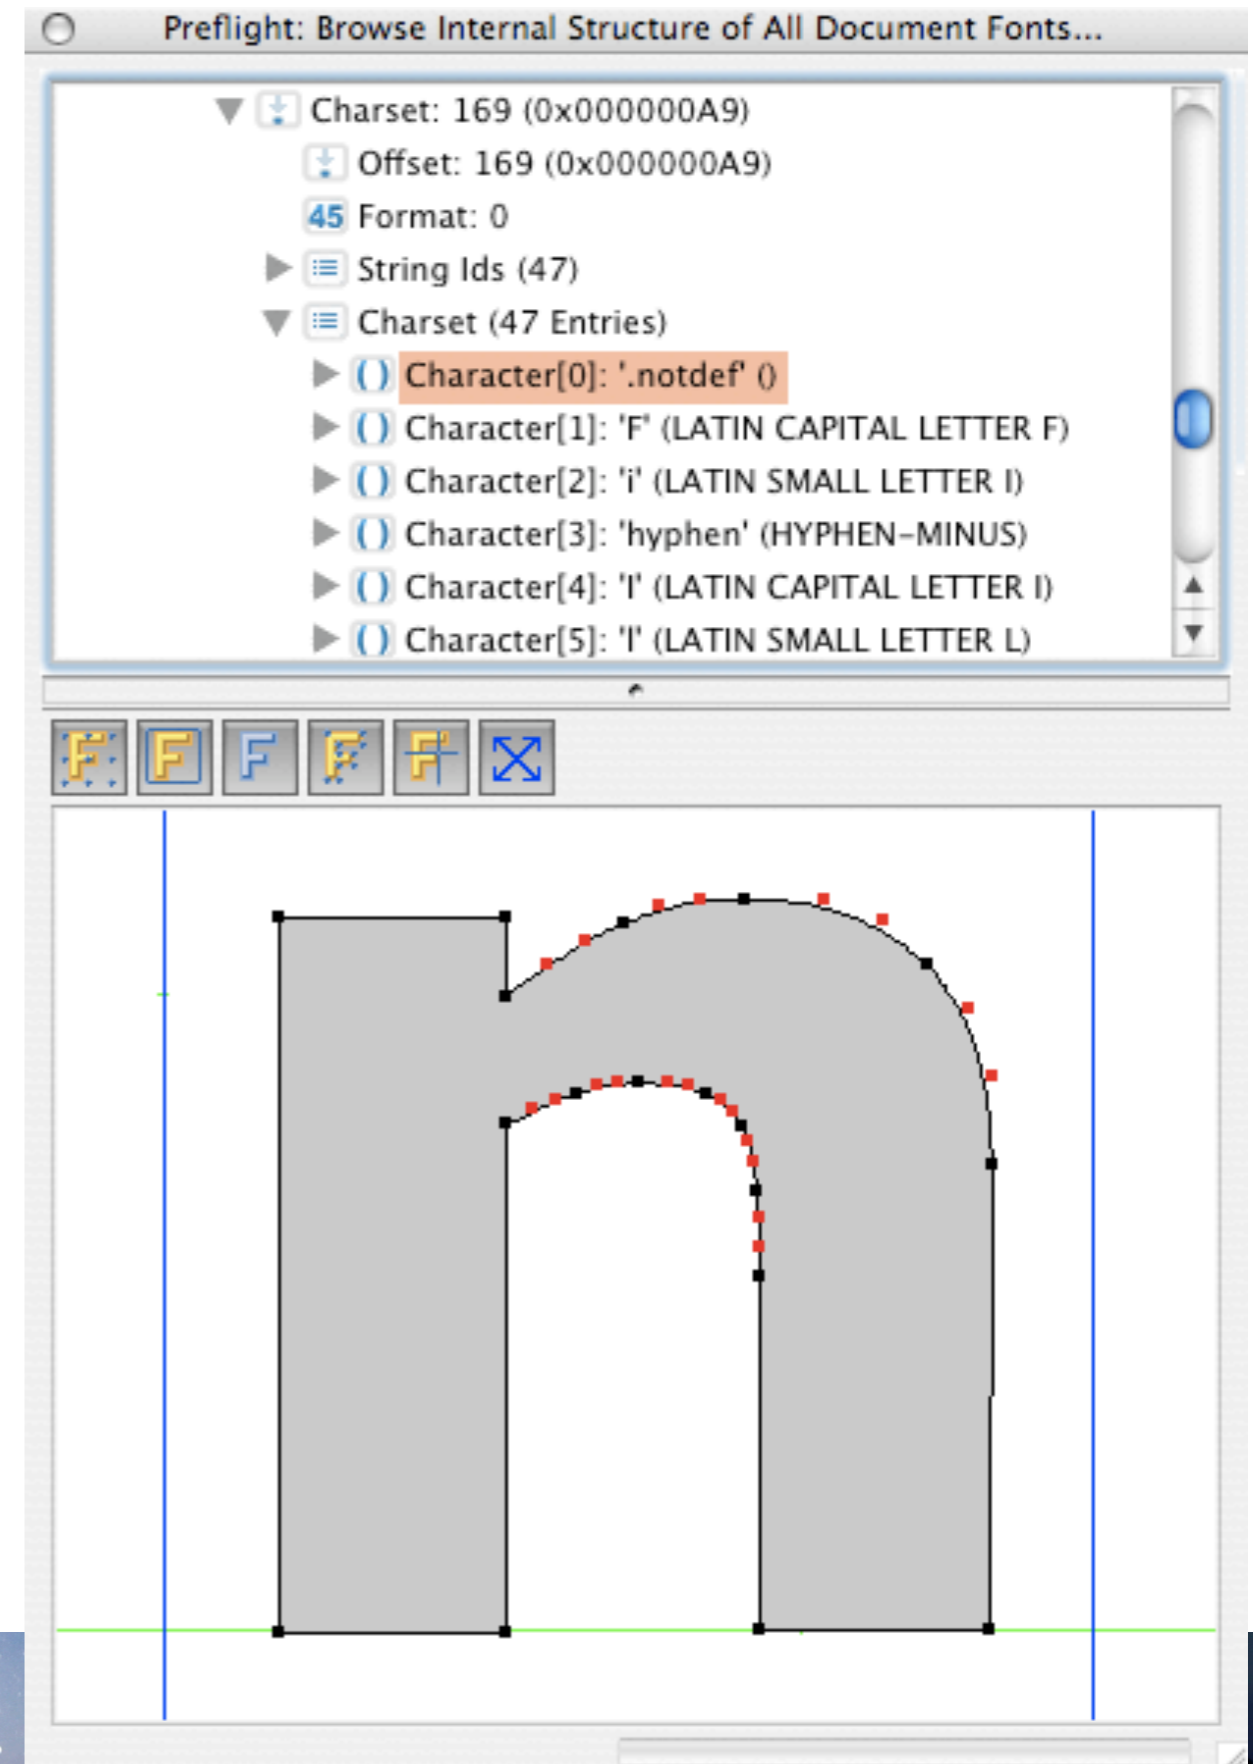 Preflight: Browse Internal Structure of All Document Fonts...
Charset: 169 (0x000000A9)
Offset: 169 (0x000000A9)
45 Format: 0
String Ids (47)
Charset (47 Entries)
Character[0]: '.notdef' ()
Character[1]: 'F' (LATIN CAPITAL LETTER F)
Character[2]: 'i' (LATIN SMALL LETTER I)
Character[3]: 'hyphen' (HYPHEN-MINUS)
Character[4]: 'I' (LATIN CAPITAL LETTER I)
Character[5]: 'l' (LATIN SMALL LETTER L)
F F F F F
n